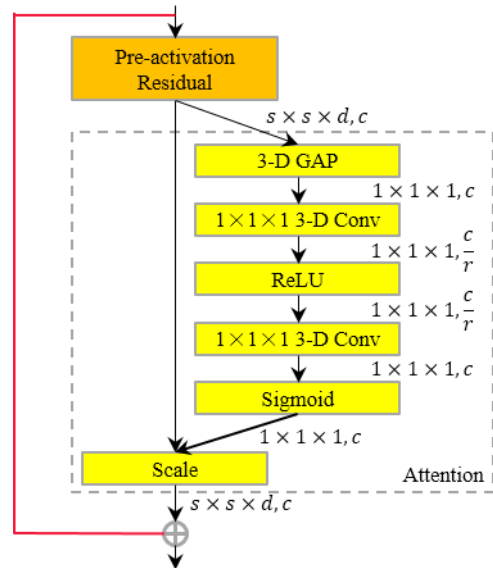 Pre-activation
Residual
s × s × d, c
3-D GAP
1 × 1 × 1, c
1×1×1 3-D Conv
1 × 1 × 1, c/r
ReLU
1 × 1 × 1, c/r
1×1×1 3-D Conv
1 × 1 × 1, c
Sigmoid
1 × 1 × 1, c
Scale
Attention
s × s × d, c